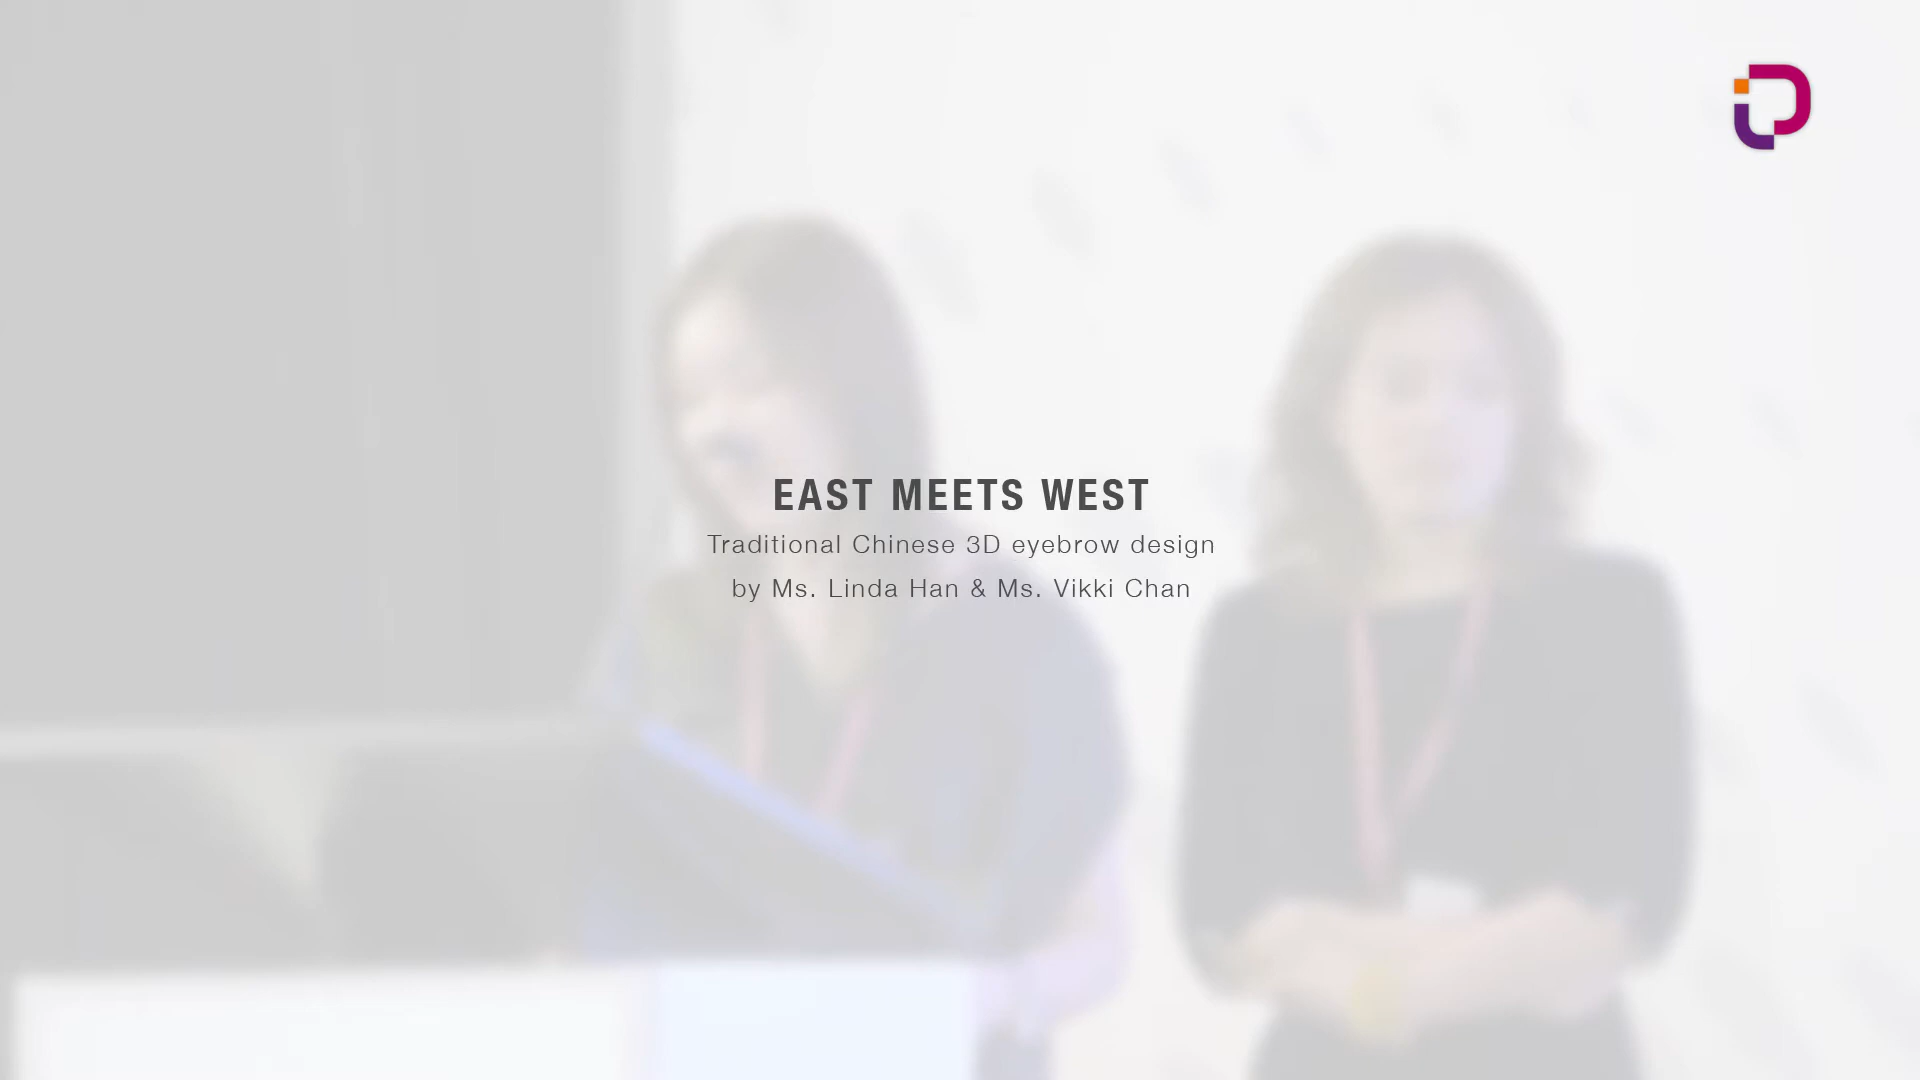 EAST MEETS WEST
Traditional Chinese 3D eyebrow design
by Ms. Linda Han & Ms. Vikki Chan